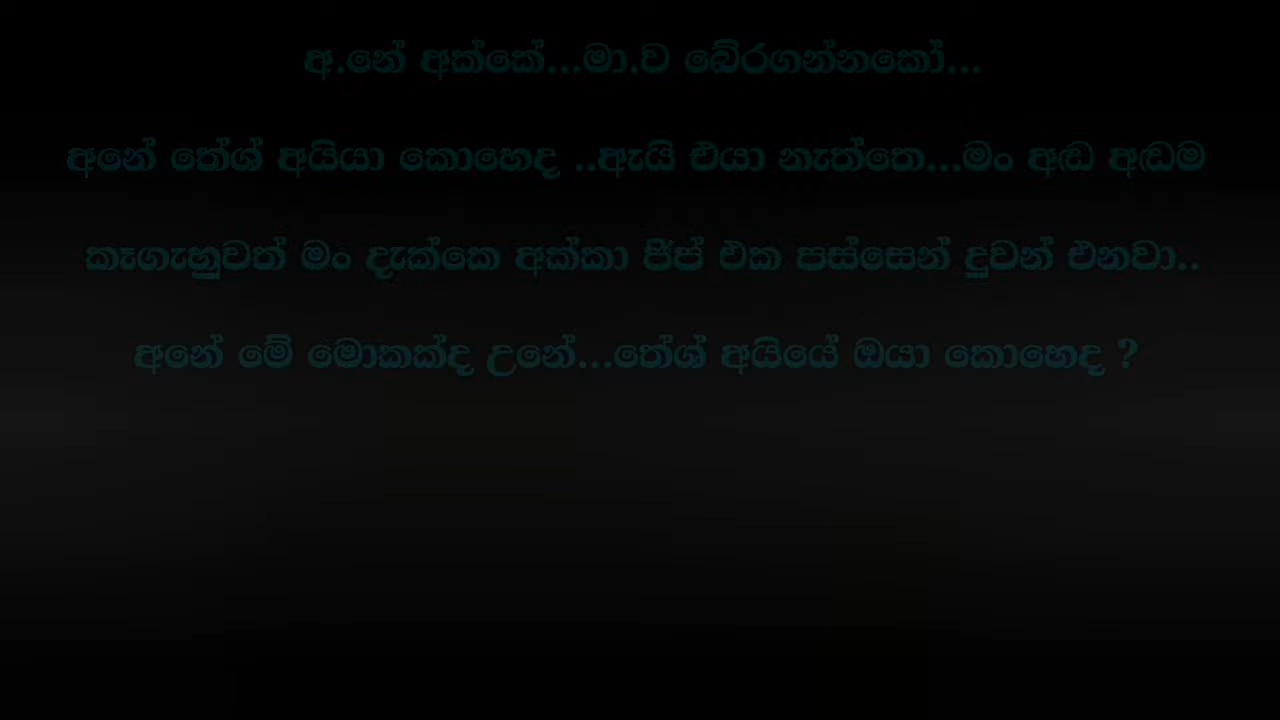 අ.නේ අක්කේ...මා.ව බේරගන්නකෝ...
අනේ තේශ් අයියා කොහෙද ..ඇයි එයා නැත්තෙ...මං අඬ අඬම
කෑගැහුවත් මං දැක්කෙ අක්කා ජීප් එක පස්සෙන් දුවන් එනවා..
අනේ මේ මොකක්ද උනේ...තේශ් අයියේ ඔයා කොහෙද ?